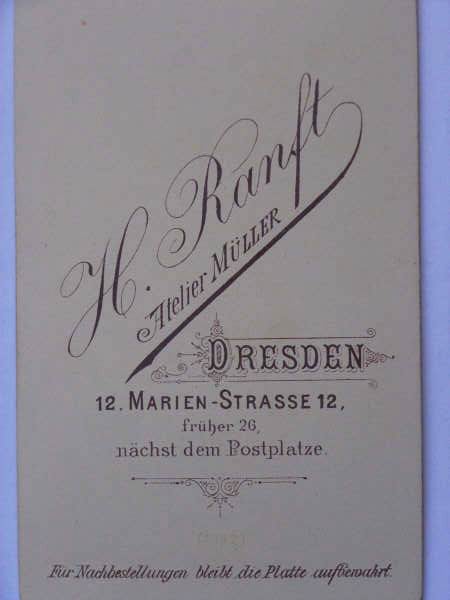 H. Ranft
Atelier MÜLLER
DRESDEN
12. MARIEN-STRASSE 12,
früher 26,
nächst dem Postplatze.
Für Nachbestellungen bleibt die Platte aufbewahrt.